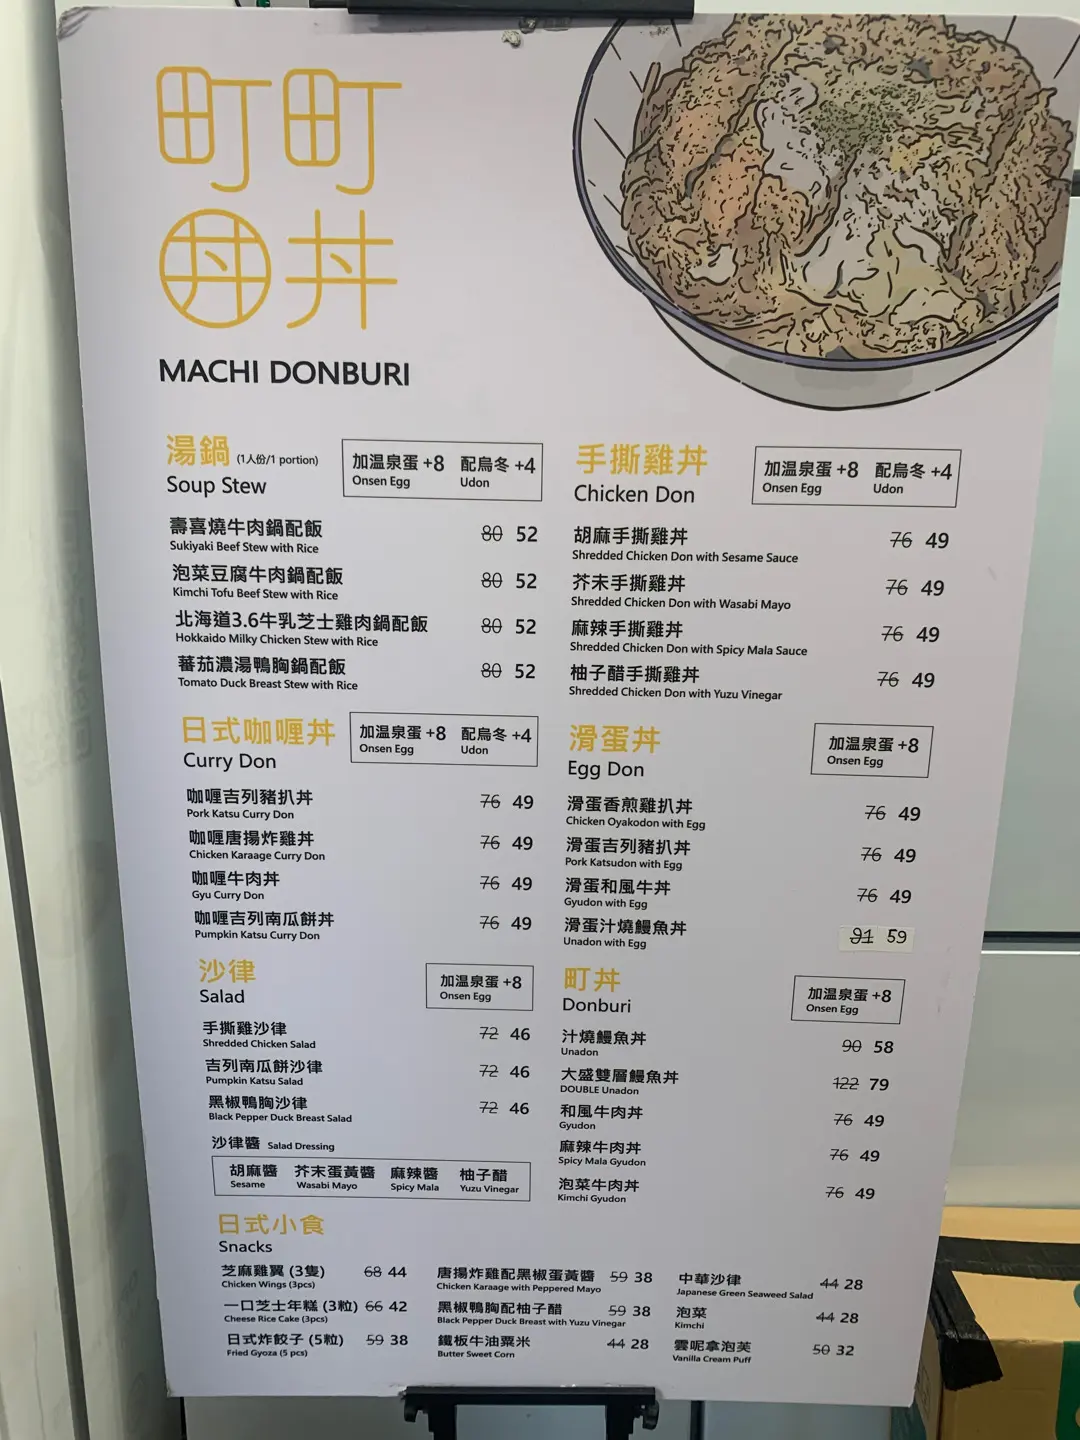 町町
丼丼
MACHI DONBURI
湯鍋 (1人份/1 portion)
Soup Stew
加溫泉蛋 +8 配烏冬 +4
Onsen Egg Udon
壽喜燒牛肉鍋配飯 80 52
Sukiyaki Beef Stew with Rice
泡菜豆腐牛肉鍋配飯 80 52
Kimchi Tofu Beef Stew with Rice
北海道3.6牛乳芝士雞肉鍋配飯 80 52
Hokkaido Milky Chicken Stew with Rice
蕃茄濃湯鴨胸鍋配飯 80 52
Tomato Duck Breast Stew with Rice
手撕雞丼
Chicken Don
加溫泉蛋 +8 配烏冬 +4
Onsen Egg Udon
胡麻手撕雞丼 76 49
Shredded Chicken Don with Sesame Sauce
芥末手撕雞丼 76 49
Shredded Chicken Don with Wasabi Mayo
麻辣手撕雞丼 76 49
Shredded Chicken Don with Spicy Mala Sauce
柚子醋手撕雞丼 76 49
Shredded Chicken Don with Yuzu Vinegar
日式咖喱丼
Curry Don
加溫泉蛋 +8 配烏冬 +4
Onsen Egg Udon
咖喱吉列豬扒丼 76 49
Pork Katsu Curry Don
咖喱唐揚炸雞丼 76 49
Chicken Karaage Curry Don
咖喱牛肉丼 76 49
Gyu Curry Don
咖喱吉列南瓜餅丼 76 49
Pumpkin Katsu Curry Don
滑蛋丼
Egg Don
加溫泉蛋 +8
Onsen Egg
滑蛋香煎雞扒丼 76 49
Chicken Oyakodon with Egg
滑蛋吉列豬扒丼 76 49
Pork Katsudon with Egg
滑蛋和風牛丼 76 49
Gyudon with Egg
滑蛋汁燒鰻魚丼 91 59
Unadon with Egg
沙律
Salad
加溫泉蛋 +8
Onsen Egg
手撕雞沙律 72 46
Shredded Chicken Salad
吉列南瓜餅沙律 72 46
Pumpkin Katsu Salad
黑椒鴨胸沙律 72 46
Black Pepper Duck Breast Salad
沙律醬 Salad Dressing
胡麻醬 芥末蛋黃醬 麻辣醬 柚子醋
Sesame Wasabi Mayo Spicy Mala Yuzu Vinegar
町丼
Donburi
加溫泉蛋 +8
Onsen Egg
汁燒鰻魚丼 90 58
Unadon
大盛雙層鰻魚丼 122 79
DOUBLE Unadon
和風牛肉丼 76 49
Gyudon
麻辣牛肉丼 76 49
Spicy Mala Gyudon
泡菜牛肉丼 76 49
Kimchi Gyudon
日式小食
Snacks
芝麻雞翼 (3隻) 68 44
Chicken Wings (3pcs)
一口芝士年糕 (3粒) 66 42
Cheese Rice Cake (3pcs)
日式炸餃子 (5粒) 59 38
Fried Gyoza (5 pcs)
唐揚炸雞配黑椒蛋黃醬 59 38
Chicken Karaage with Peppered Mayo
黑椒鴨胸配柚子醋 59 38
Black Pepper Duck Breast with Yuzu Vinegar
鐵板牛油粟米 44 28
Butter Sweet Corn
中華沙律 44 28
Japanese Green Seaweed Salad
泡菜 44 28
Kimchi
雲呢拿泡芙 50 32
Vanilla Cream Puff